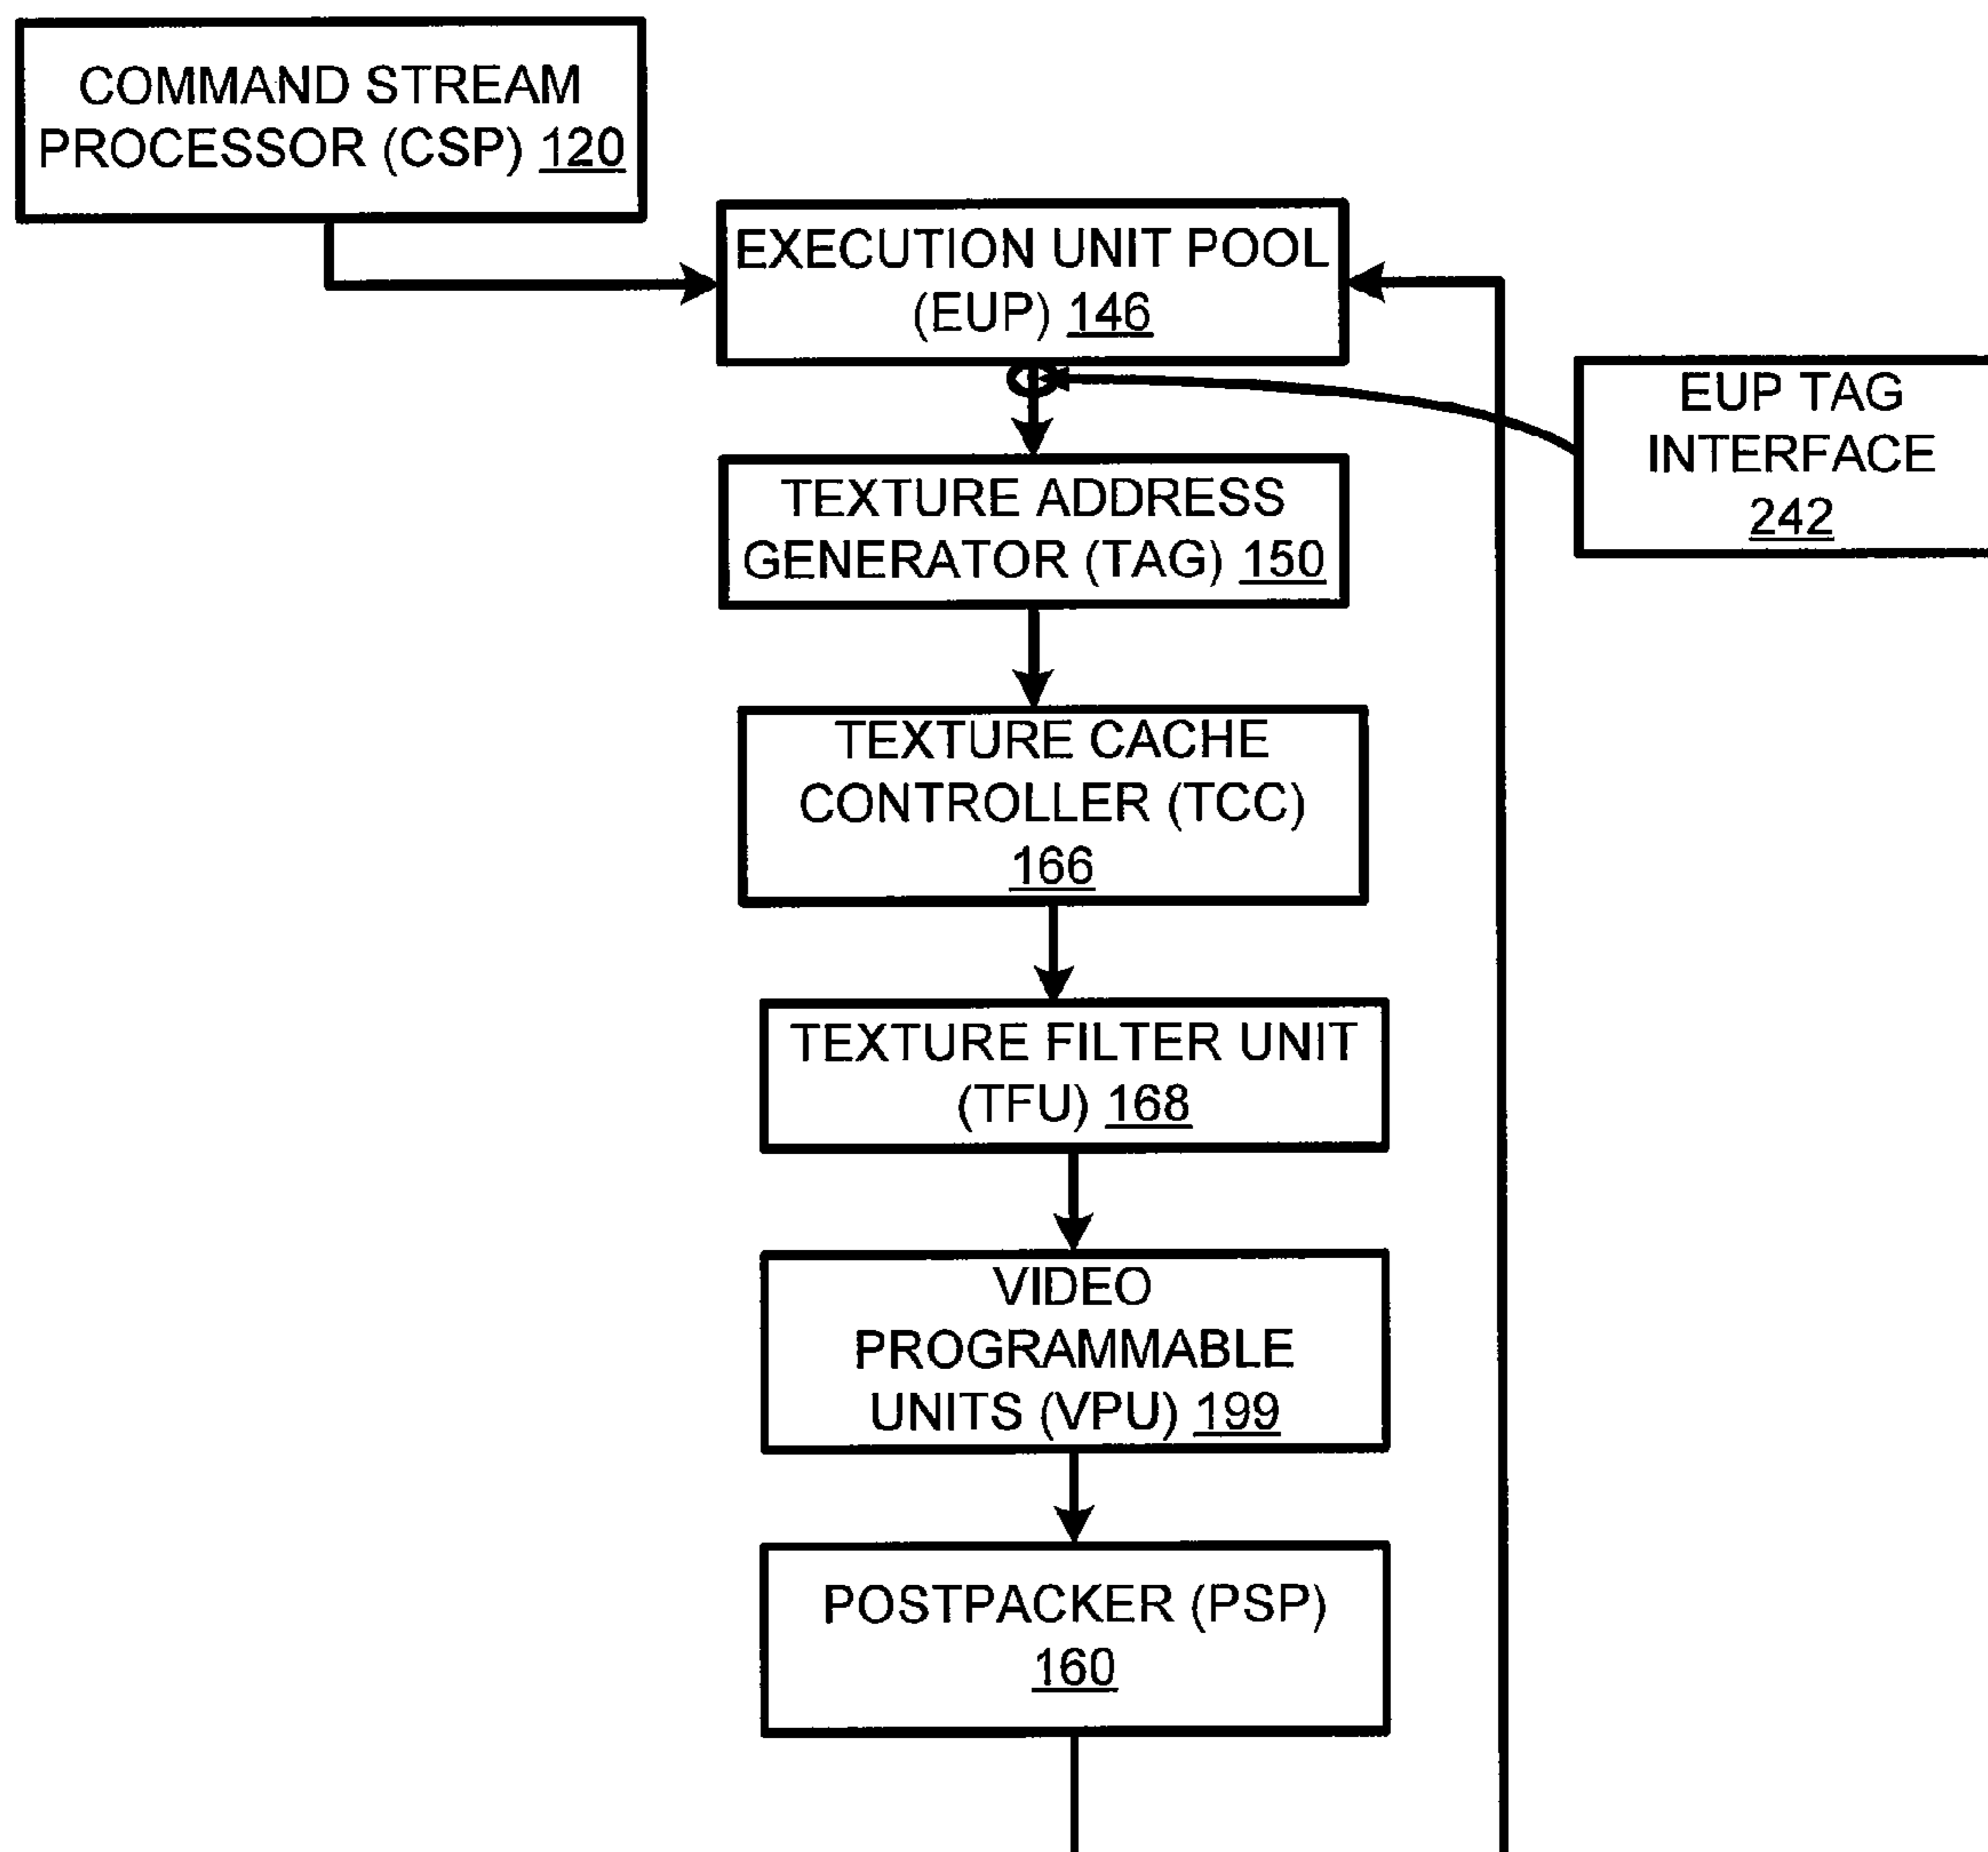 COMMAND STREAM
PROCESSOR (CSP) 120
EXECUTION UNIT POOL
(EUP) 146
EUP TAG
INTERFACE
242
TEXTURE ADDRESS
GENERATOR (TAG) 150
TEXTURE CACHE
CONTROLLER (TCC)
166
TEXTURE FILTER UNIT
(TFU) 168
VIDEO
PROGRAMMABLE
UNITS (VPU) 199
POSTPACKER (PSP)
160